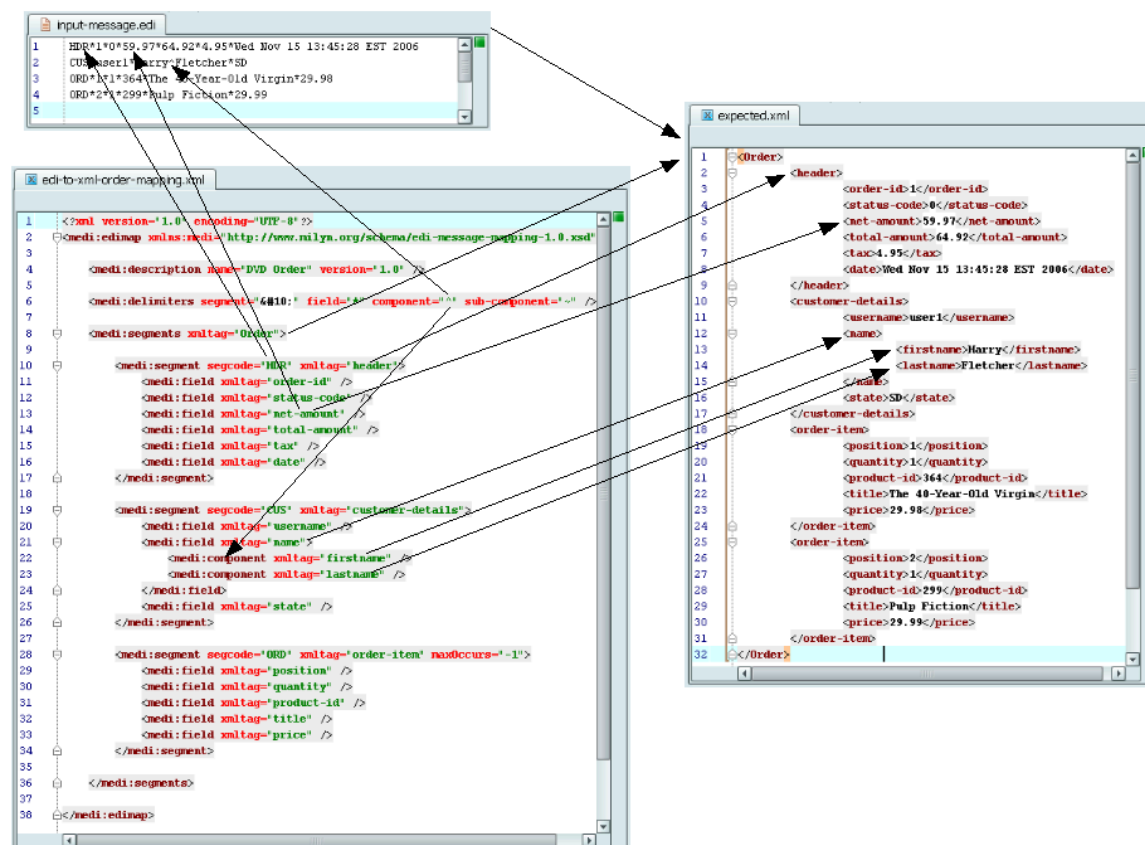 input-message.edi
1 HDR*1*0*59.97*64.92*4.95*Wed Nov 15 13:45:28 EST 2006
2 CUS*user1*Harry^Fletcher*SD
3 ORD*1*1*364*The 40-Year-Old Virgin*29.98
4 ORD*2*1*299*Pulp Fiction*29.99
5
edi-to-xml-order-mapping.xml
1 <?xml version="1.0" encoding="UTF-8"?>
2 <medi:edimap xmlns:medi="http://www.milyn.org/schema/edi-message-mapping-1.0.xsd"
3
4 <medi:description name="DVD Order" version="1.0" />
5
6 <medi:delimiters segment="&#10;" field="*" component="^" sub-component="~" />
7
8 <medi:segments xmltag="Order">
9
10 <medi:segment segcode="HDR" xmltag="header">
11 <medi:field xmltag="order-id" />
12 <medi:field xmltag="status-code" />
13 <medi:field xmltag="net-amount" />
14 <medi:field xmltag="total-amount" />
15 <medi:field xmltag="tax" />
16 <medi:field xmltag="date" />
17 </medi:segment>
18
19 <medi:segment segcode="CUS" xmltag="customer-details">
20 <medi:field xmltag="username" />
21 <medi:field xmltag="name">
22 <medi:component xmltag="firstname" />
23 <medi:component xmltag="lastname" />
24 </medi:field>
25 <medi:field xmltag="state" />
26 </medi:segment>
27
28 <medi:segment segcode="ORD" xmltag="order-item" maxOccurs="-1">
29 <medi:field xmltag="position" />
30 <medi:field xmltag="quantity" />
31 <medi:field xmltag="product-id" />
32 <medi:field xmltag="title" />
33 <medi:field xmltag="price" />
34 </medi:segment>
35
36 </medi:segments>
37
38 </medi:edimap>
expected.xml
1 <Order>
2 <header>
3 <order-id>1</order-id>
4 <status-code>0</status-code>
5 <net-amount>59.97</net-amount>
6 <total-amount>64.92</total-amount>
7 <tax>4.95</tax>
8 <date>Wed Nov 15 13:45:28 EST 2006</date>
9 </header>
10 <customer-details>
11 <username>user1</username>
12 <name>
13 <firstname>Harry</firstname>
14 <lastname>Fletcher</lastname>
15 </name>
16 <state>SD</state>
17 </customer-details>
18 <order-item>
19 <position>1</position>
20 <quantity>1</quantity>
21 <product-id>364</product-id>
22 <title>The 40-Year-Old Virgin</title>
23 <price>29.98</price>
24 </order-item>
25 <order-item>
26 <position>2</position>
27 <quantity>1</quantity>
28 <product-id>299</product-id>
29 <title>Pulp Fiction</title>
30 <price>29.99</price>
31 </order-item>
32 </Order>